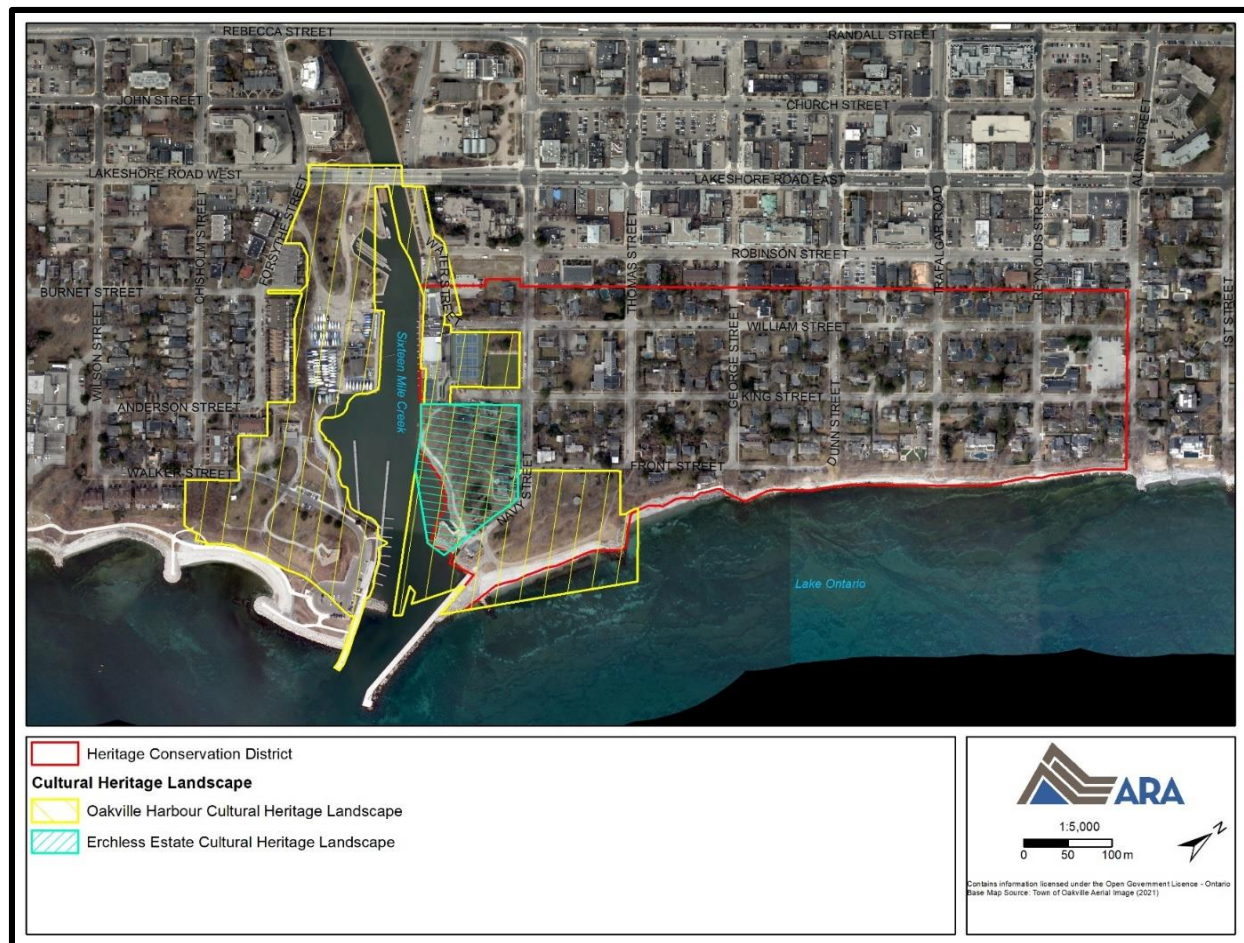 REBECCA STREET
RANDALL STREET
JOHN STREET
CHURCH STREET
ALLAN STREET
LAKESHORE ROAD WEST
LAKESHORE ROAD EAST
CHISHOLM STREET
FORSYTHE STREET
WATER STREET
THOMAS STREET
TRAFALGAR ROAD
REYNOLDS STREET
ROBINSON STREET
BURNET STREET
WILSON STREET
GEORGE STREET
WILLIAM STREET
1ST STREET
Sixteen Mile Creek
ANDERSON STREET
KING STREET
DUNN STREET
WALKER STREET
FRONT STREET
NAVY STREET
Lake Ontario
Heritage Conservation District
Cultural Heritage Landscape
Oakville Harbour Cultural Heritage Landscape
Erchless Estate Cultural Heritage Landscape
ARA
1:5,000
0 50 100 m
N
Contains information licensed under the Open Government Licence - Ontario
Base Map Source: Town of Oakville Aerial Image (2021)